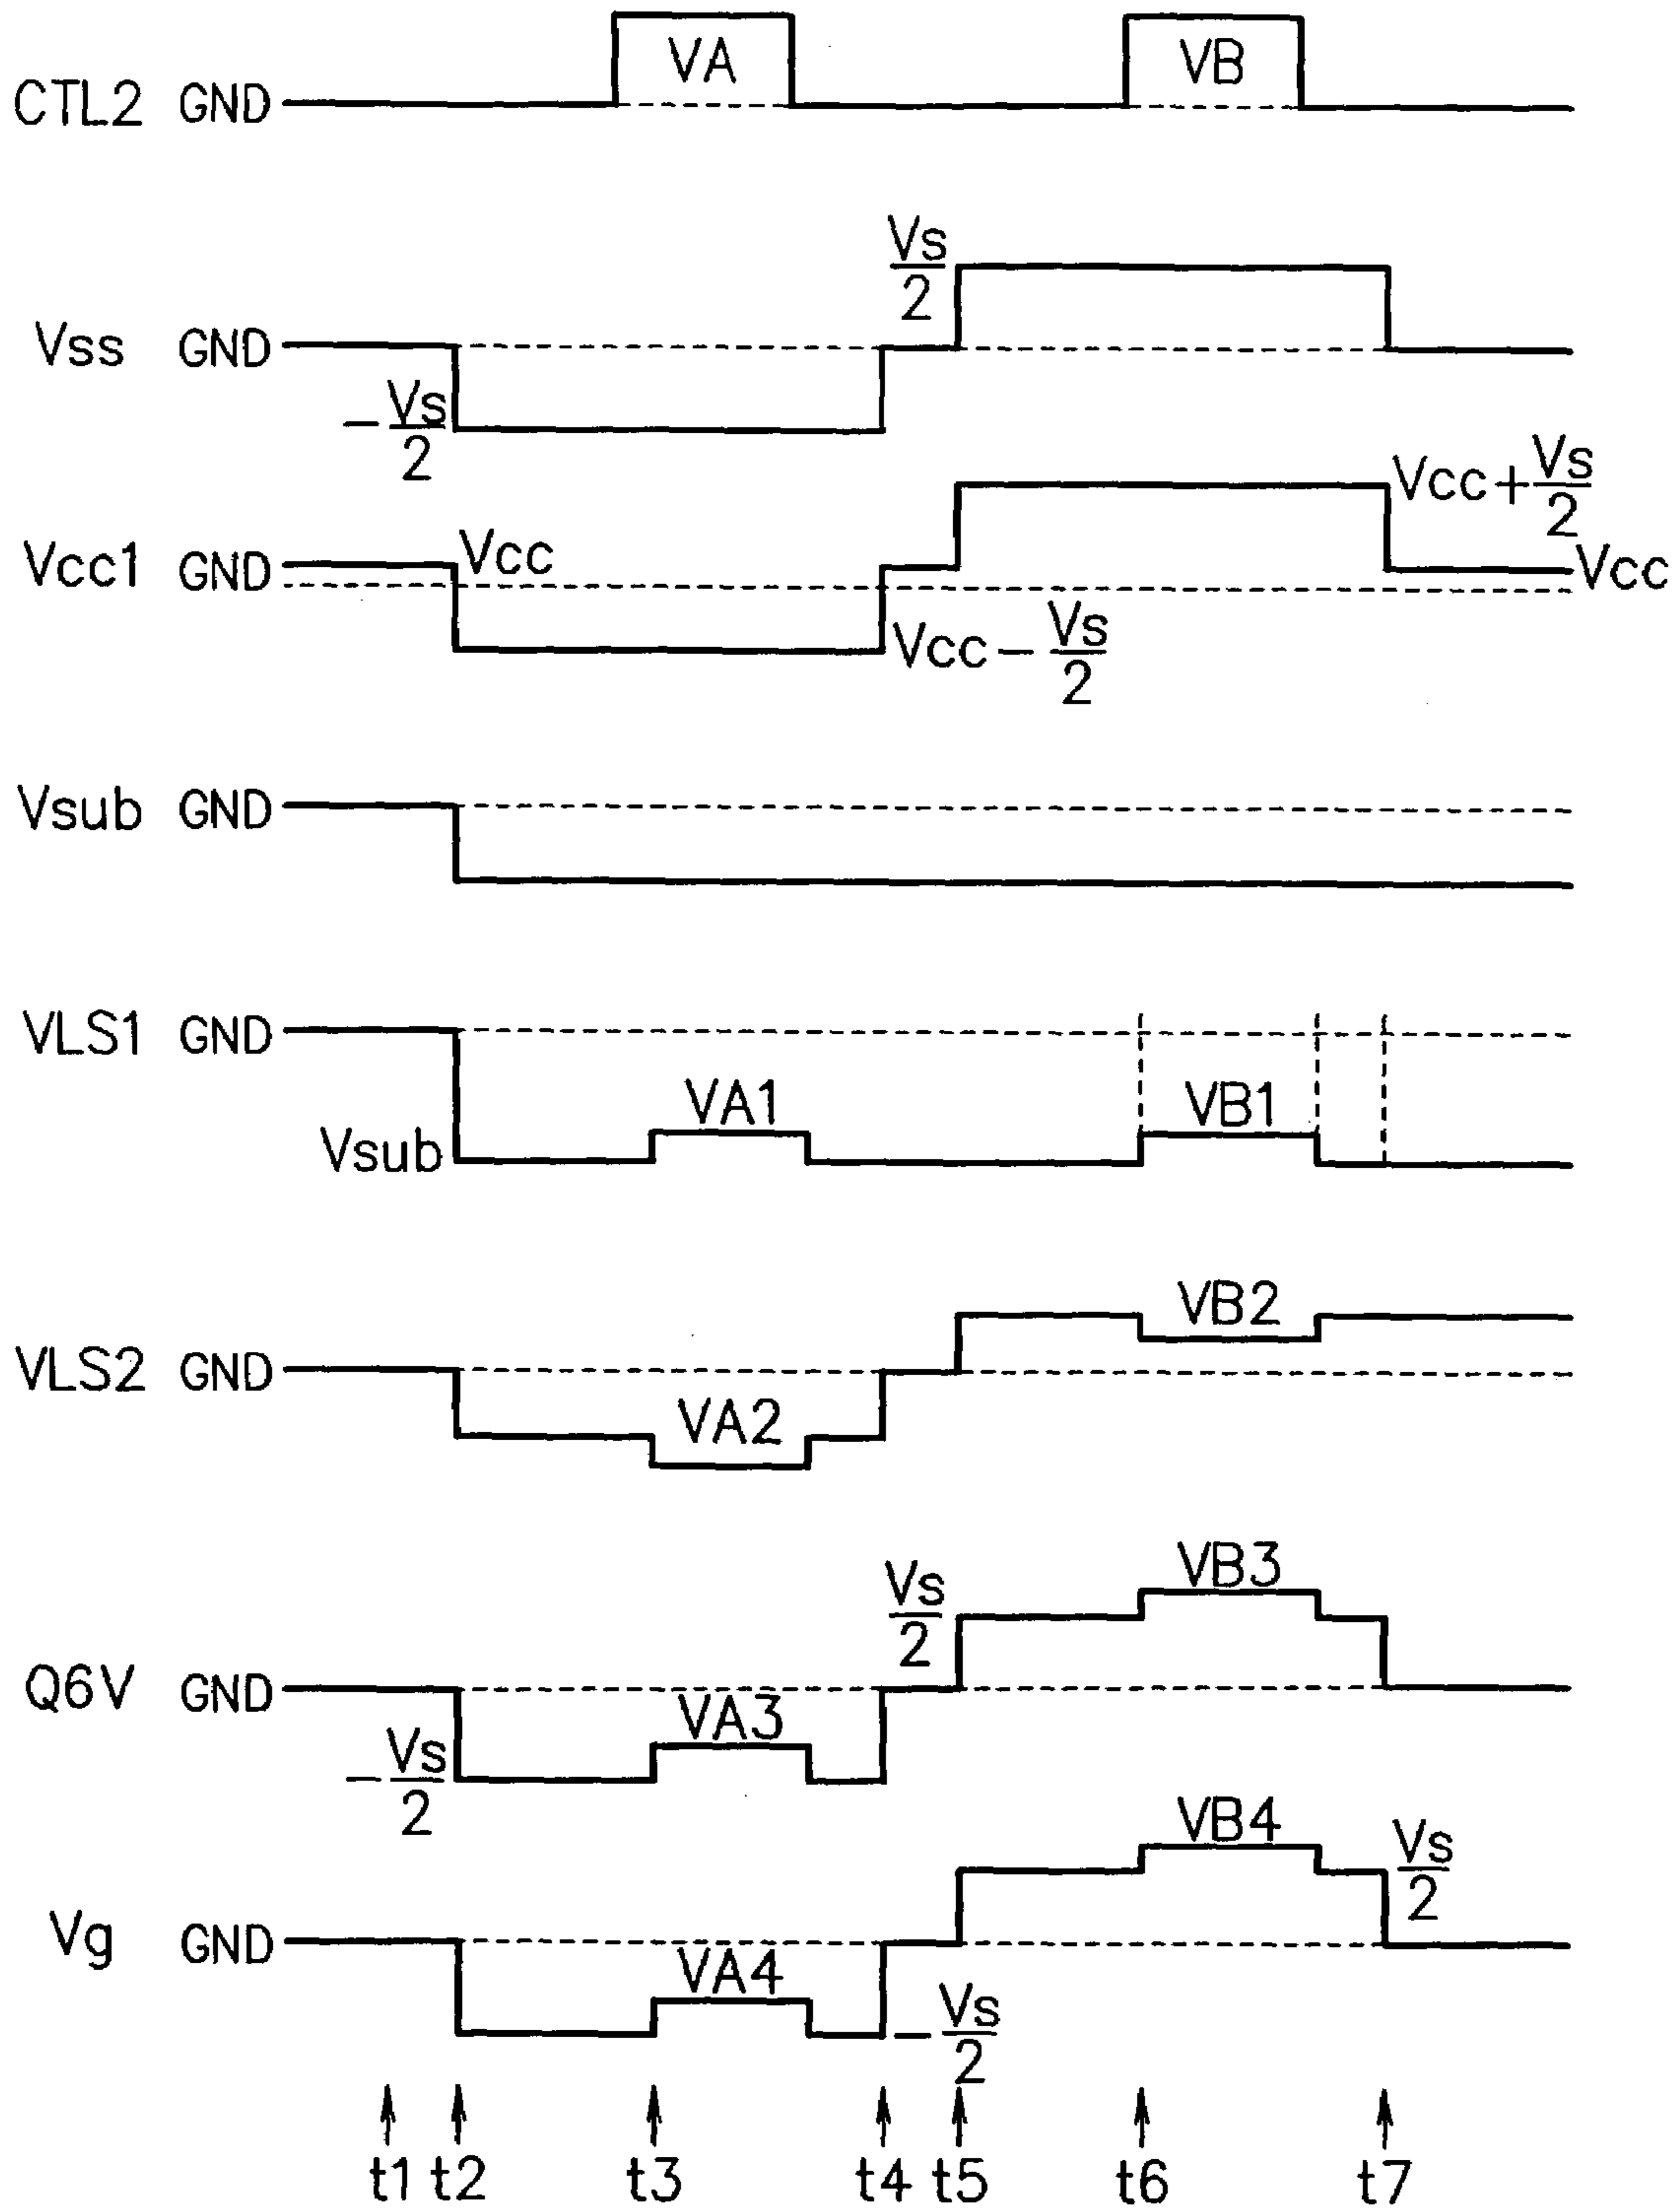 CTL2 GND VA VB
Vss GND -Vs/2 Vs/2
Vcc1 GND Vcc Vcc-Vs/2 Vcc+Vs/2 Vcc
Vsub GND
VLS1 GND Vsub VA1 VB1
VLS2 GND VA2 VB2
Q6V GND -Vs/2 VA3 Vs/2 VB3
Vg GND VA4 -Vs/2 VB4 Vs/2
t1 t2 t3 t4 t5 t6 t7